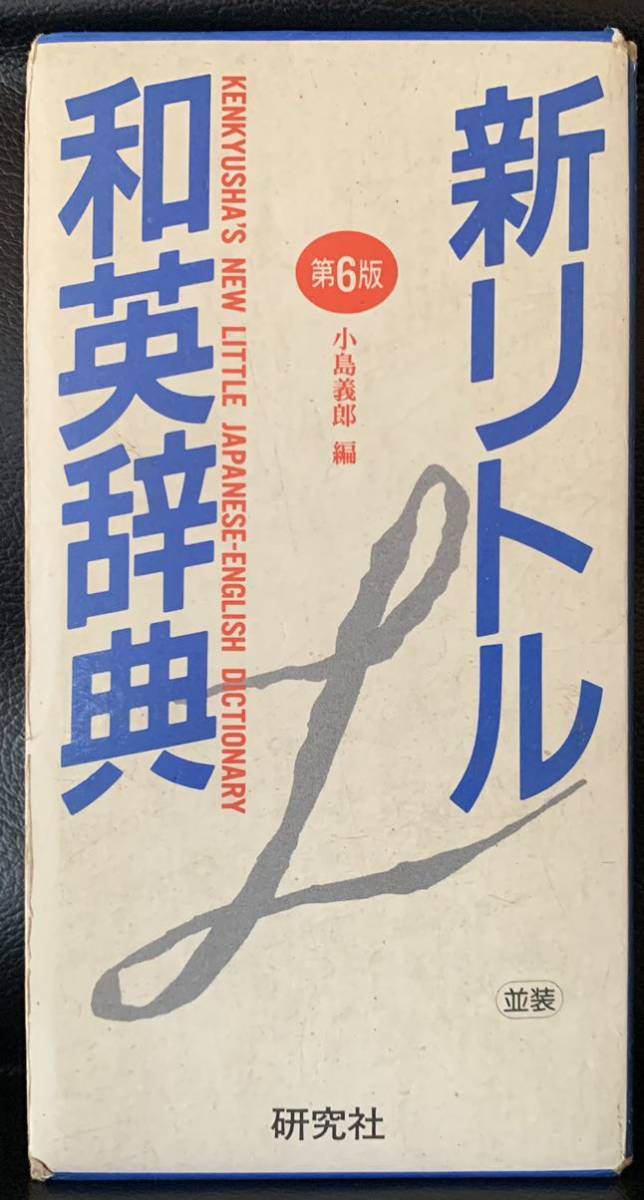 新リトル
和英辞典
KENKYUSHA'S NEW LITTLE JAPANESE-ENGLISH DICTIONARY
第6版
小島義郎 編
並装
研究社